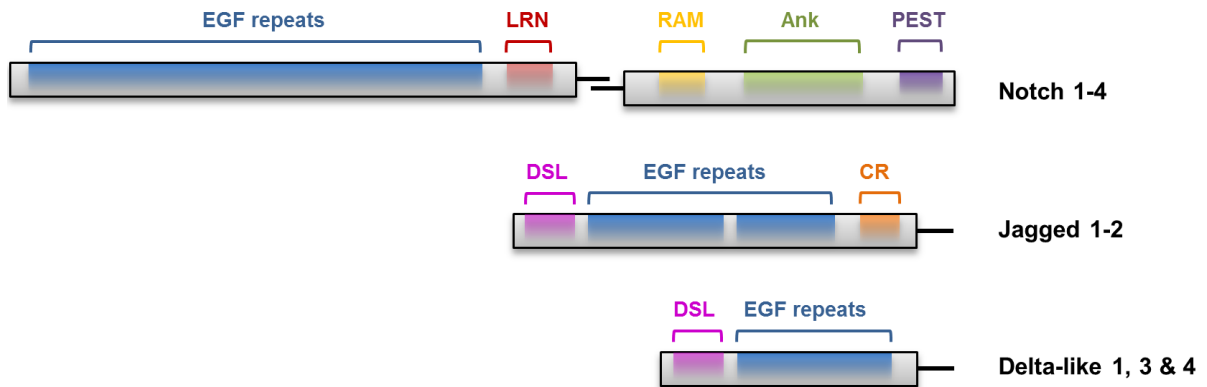 EGF repeats LRN RAM Ank PEST
Notch 1-4
DSL EGF repeats CR
Jagged 1-2
DSL EGF repeats
Delta-like 1, 3 & 4